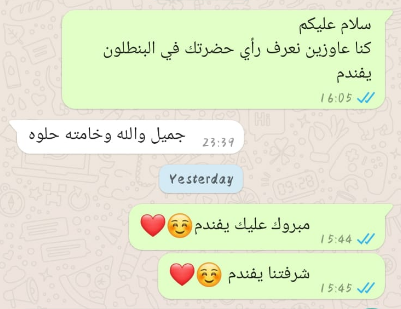 سلام عليكم
كنا عاوزين نعرف رأي حضرتك في البنطلون
يفندم
16:05
جميل والله وخامته حلوه
23:39
Yesterday
مبروك عليك يفندم😊❤️
15:44
شرفتنا يفندم 😊❤️
15:45